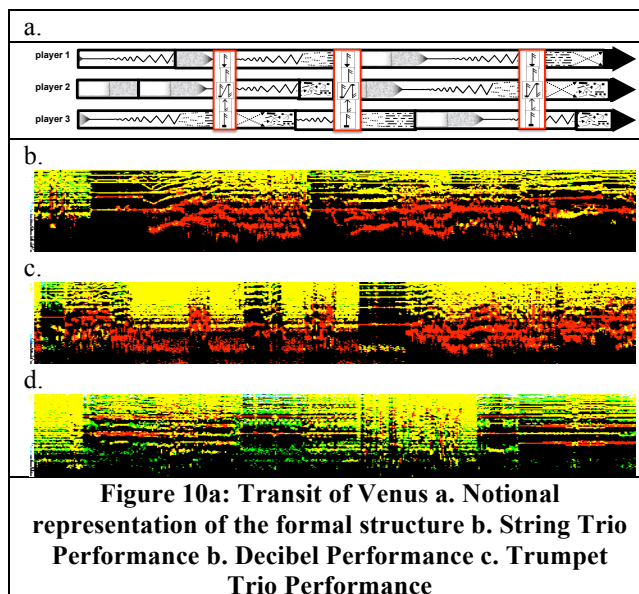 a.
player 1
player 2
player 3
b.
c.
d.
Figure 10a: Transit of Venus a. Notional
representation of the formal structure b. String Trio
Performance b. Decibel Performance c. Trumpet
Trio Performance